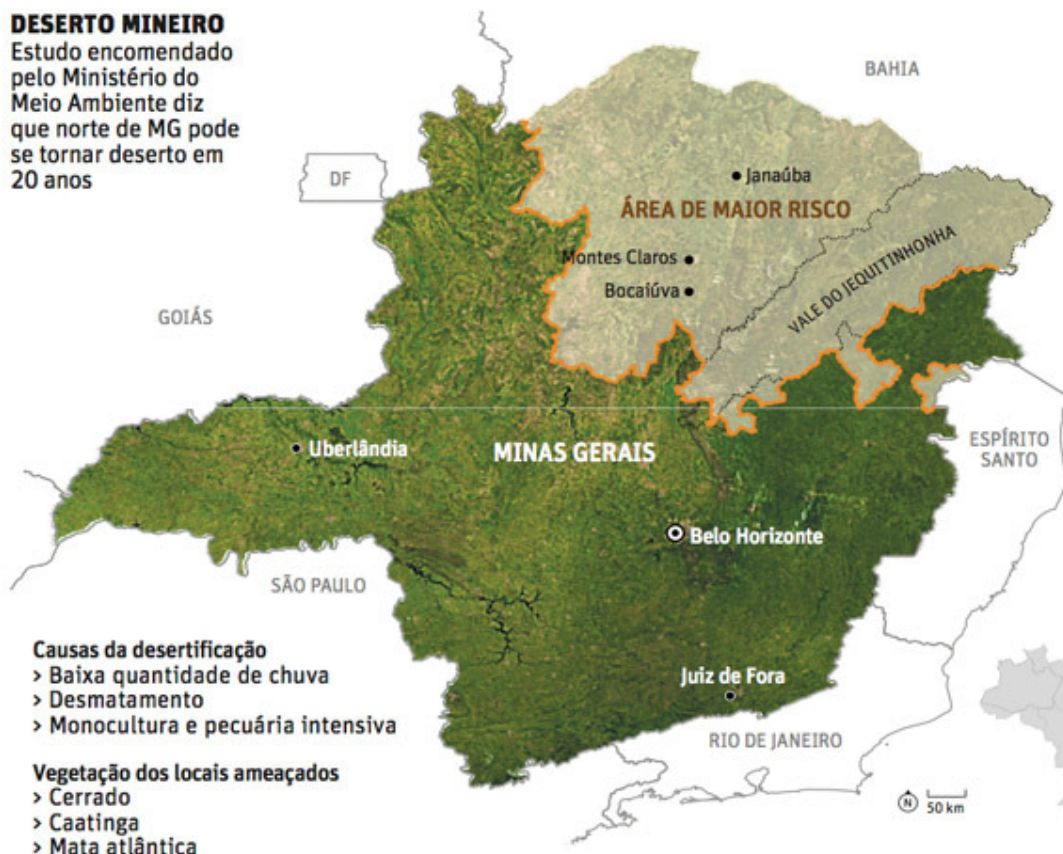 DESERTO MINEIRO
Estudo encomendado
pelo Ministério do
Meio Ambiente diz
que norte de MG pode
se tornar deserto em
20 anos
BAHIA
DF
Janaúba
ÁREA DE MAIOR RISCO
Montes Claros
Bocaiúva
VALE DO JEQUITINHONHA
GOIÁS
Uberlândia
MINAS GERAIS
ESPÍRITO
SANTO
Belo Horizonte
SÃO PAULO
Juiz de Fora
RIO DE JANEIRO
Causas da desertificação
> Baixa quantidade de chuva
> Desmatamento
> Monocultura e pecuária intensiva
Vegetação dos locais ameaçados
> Cerrado
> Caatinga
> Mata atlântica
N
50 km